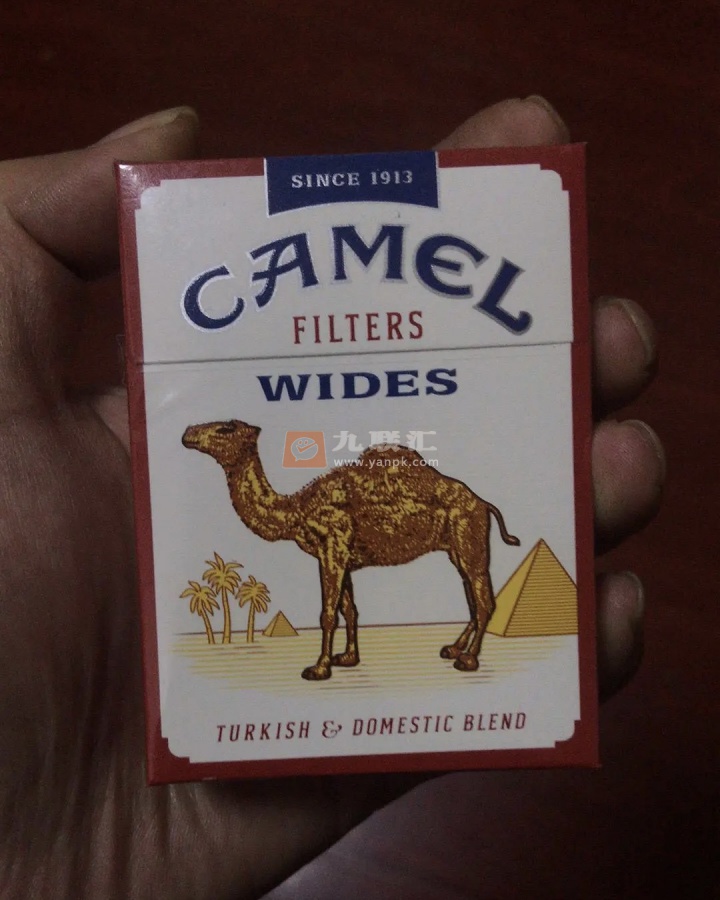 SINCE 1913
CAMEL
FILTERS
WIDES
九联汇
www.yanpk.com
TURKISH & DOMESTIC BLEND